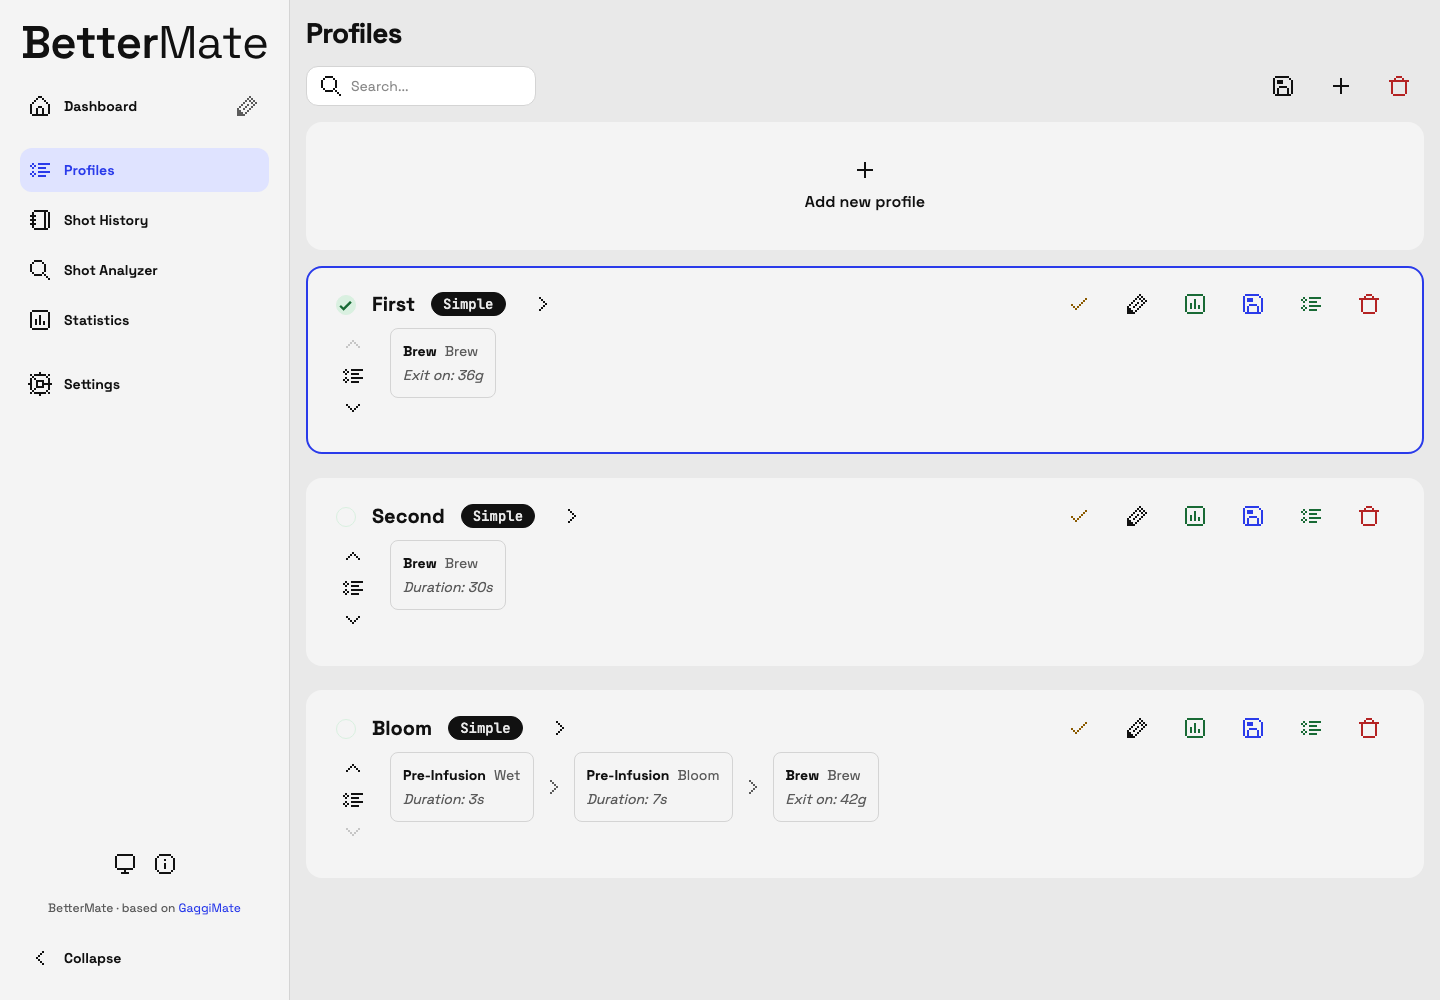 BetterMate
Dashboard
Profiles
Shot History
Shot Analyzer
Statistics
Settings
BetterMate · based on GaggiMate
Collapse
Profiles
Search...
Add new profile
First Simple
Brew Brew
Exit on: 36g
Second Simple
Brew Brew
Duration: 30s
Bloom Simple
Pre-Infusion Wet
Duration: 3s
Pre-Infusion Bloom
Duration: 7s
Brew Brew
Exit on: 42g